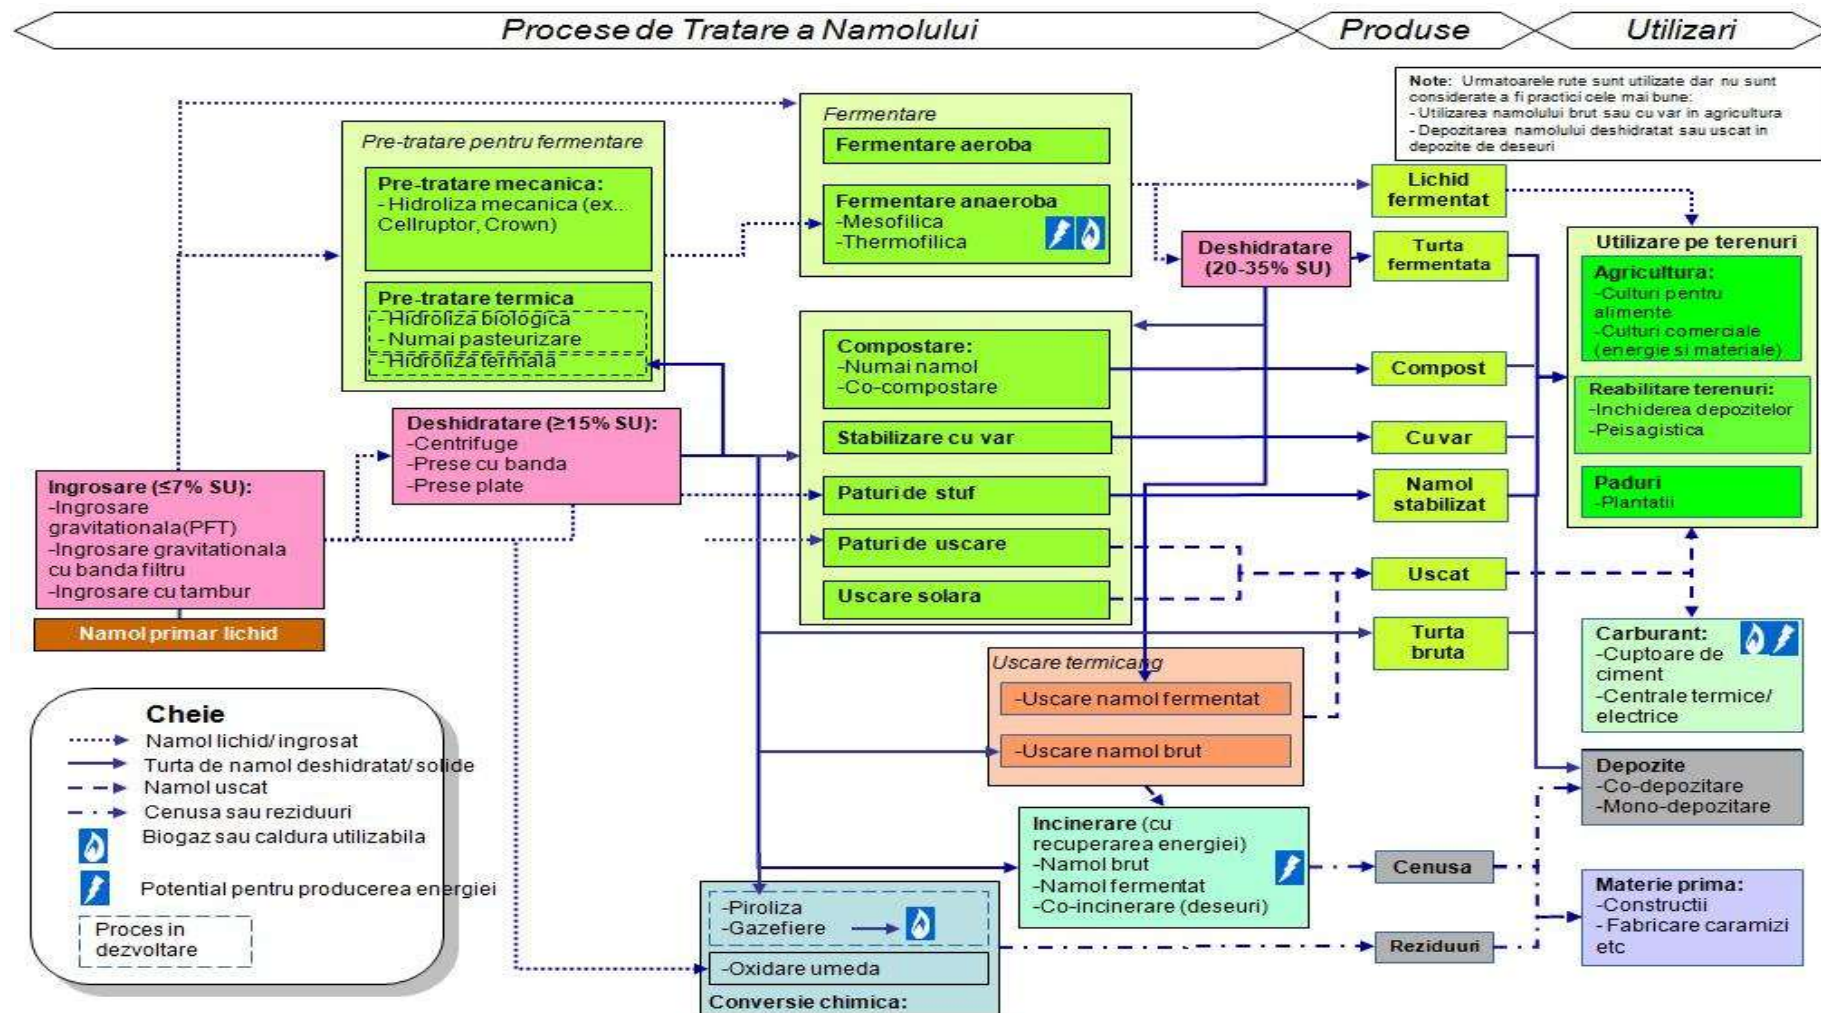 Procese de Tratare a Namolului
Produse
Utilizari
Note: Urmatoarele rute sunt utilizate dar nu sunt
considerate a fi practici cele mai bune:
- Utilizarea namolului brut sau cu var in agricultura
- Depozitarea namolului deshidratat sau uscat in
depozite de deseuri
Pre-tratare pentru fermentare
Pre-tratare mecanica:
- Hidroliza mecanica (ex...
Cellruptor, Crown)
Pre-tratare termica
- Hidroliza biologica
- Numai pasteurizare
- Hidroliza termala
Fermentare
Fermentare aeroba
Fermentare anaeroba
-Mesofilica
-Thermofilica
Deshidratare
(20-35% SU)
Lichid
fermentat
Turta
fermentata
Utilizare pe terenuri
Agricultura:
-Culturi pentru
alimente
-Culturi comerciale
(energie si materiale)
Reabilitare terenuri:
-Inchiderea depozitelor
-Peisagistica
Paduri
-Plantatii
Compostare:
-Numai namol
-Co-compostare
Stabilizare cu var
Paturi de stuf
Paturi de uscare
Uscare solara
Compost
Cu var
Namol
stabilizat
Uscat
Turta
bruta
Deshidratare (≥15% SU):
-Centrifuge
-Prese cu banda
-Prese plate
Ingrosare (≤7% SU):
-Ingrosare
gravitationala(PFT)
-Ingrosare gravitationala
cu banda filtru
-Ingrosare cu tambur
Namol primar lichid
Uscare termicang
-Uscare namol fermentat
-Uscare namol brut
Carburant:
-Cuptoare de
ciment
-Centrale termice/
electrice
Depozite
-Co-depozitare
-Mono-depozitare
Incinerare (cu
recuperarea energiei)
-Namol brut
-Namol fermentat
-Co-incinerare (deseuri)
Cenusa
Reziduuri
Materie prima:
-Constructii
- Fabricare caramizi
etc
-Piroliza
-Gazefiere
-Oxidare umeda
Conversie chimica:
Cheie
Namol lichid/ ingrosat
Turta de namol deshidratat/ solide
Namol uscat
Cenusa sau reziduuri
Biogaz sau caldura utilizabila
Potential pentru producerea energiei
Proces in
dezvoltare